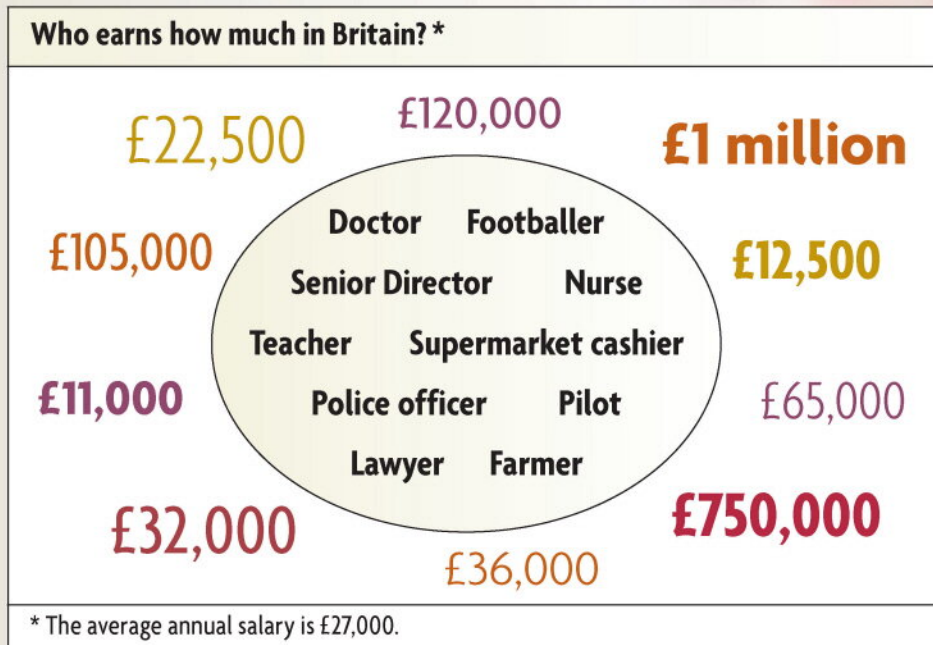 Who earns how much in Britain? *
£120,000
£22,500
£1 million
Doctor Footballer
£105,000
£12,500
Senior Director Nurse
Teacher Supermarket cashier
£11,000
Police officer Pilot
£65,000
Lawyer Farmer
£32,000
£750,000
£36,000
* The average annual salary is £27,000.